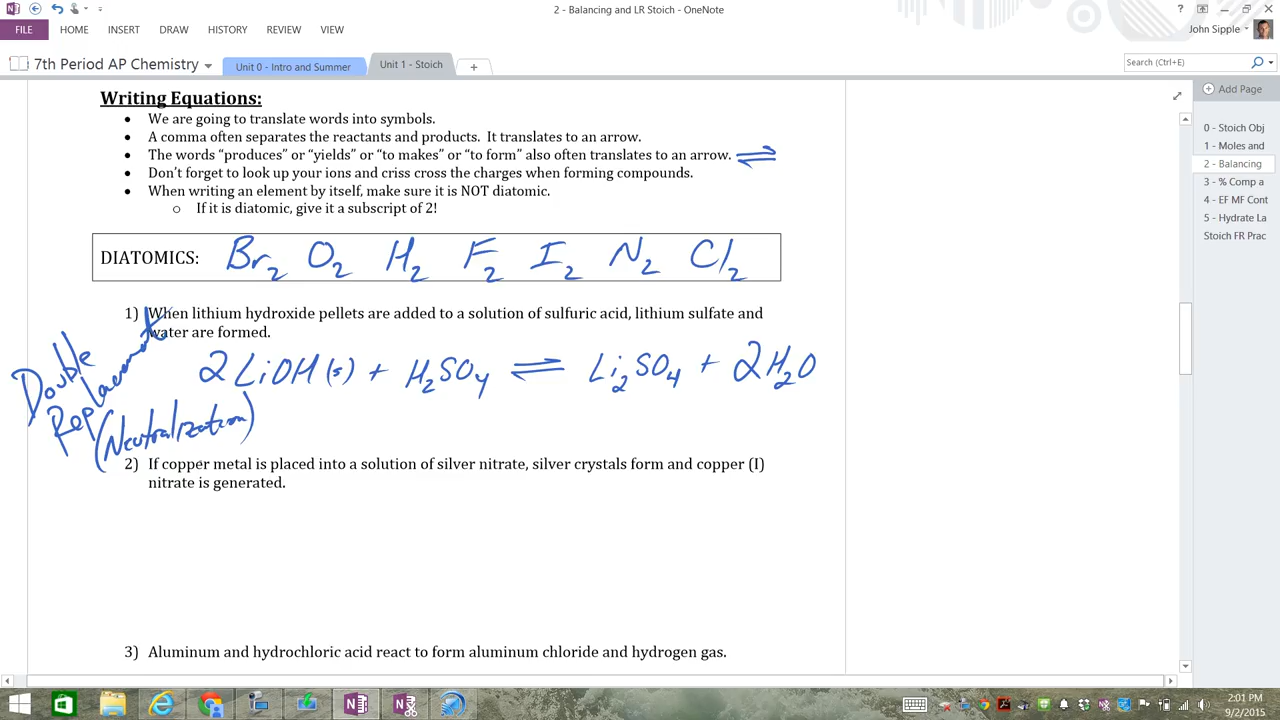 2 - Balancing and LR Stoich - OneNote
FILE HOME INSERT DRAW HISTORY REVIEW VIEW
John Sipple
7th Period AP Chemistry
Unit 0 - Intro and Summer
Unit 1 - Stoich
+
Search (Ctrl+E)
Add Page
0 - Stoich Obj
1 - Moles and
2 - Balancing
3 - % Comp a
4 - EF MF Cont
5 - Hydrate La
Stoich FR Prac
Writing Equations:
• We are going to translate words into symbols.
• A comma often separates the reactants and products. It translates to an arrow.
• The words “produces” or “yields” or “to makes” or “to form” also often translates to an arrow. ⇌
• Don’t forget to look up your ions and criss cross the charges when forming compounds.
• When writing an element by itself, make sure it is NOT diatomic.
o If it is diatomic, give it a subscript of 2!
DIATOMICS: Br₂ O₂ H₂ F₂ I₂ N₂ Cl₂
1) When lithium hydroxide pellets are added to a solution of sulfuric acid, lithium sulfate and
water are formed.
Double
Replacement
(Neutralization)
2LiOH(s) + H₂SO₄ ⇌ Li₂SO₄ + 2H₂O
2) If copper metal is placed into a solution of silver nitrate, silver crystals form and copper (I)
nitrate is generated.
3) Aluminum and hydrochloric acid react to form aluminum chloride and hydrogen gas.
2:01 PM
9/2/2015